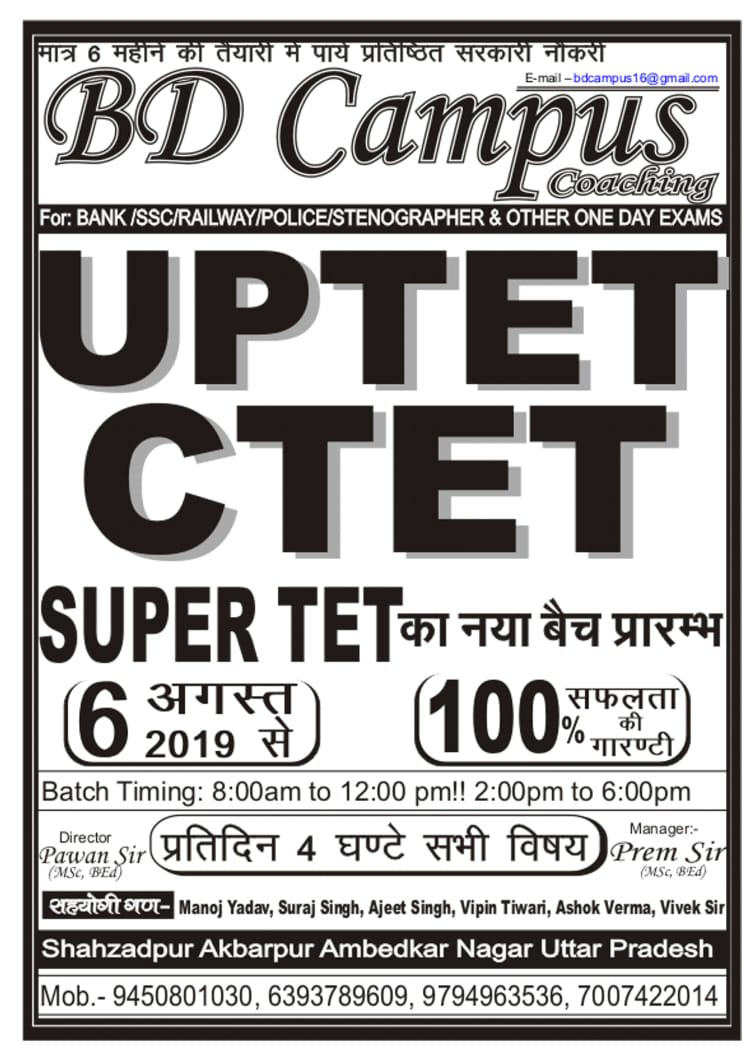 मात्र 6 महीने की तैयारी में पायें प्रतिष्ठित सरकारी नौकरी
E-mail – bdcampus16@gmail.com
BD Campus
Coaching
For: BANK /SSC/RAILWAY/POLICE/STENOGRAPHER & OTHER ONE DAY EXAMS
UPTET
CTET
SUPER TET का नया बैच प्रारम्भ
6 अगस्त 2019 से
100% सफलता की गारण्टी
Batch Timing: 8:00am to 12:00 pm!! 2:00pm to 6:00pm
Director
Pawan Sir
(MSc, BEd)
प्रतिदिन 4 घण्टे सभी विषय
Manager:-
Prem Sir
(MSc, BEd)
सहयोगी गण- Manoj Yadav, Suraj Singh, Ajeet Singh, Vipin Tiwari, Ashok Verma, Vivek Sir
Shahzadpur Akbarpur Ambedkar Nagar Uttar Pradesh
Mob.- 9450801030, 6393789609, 9794963536, 7007422014